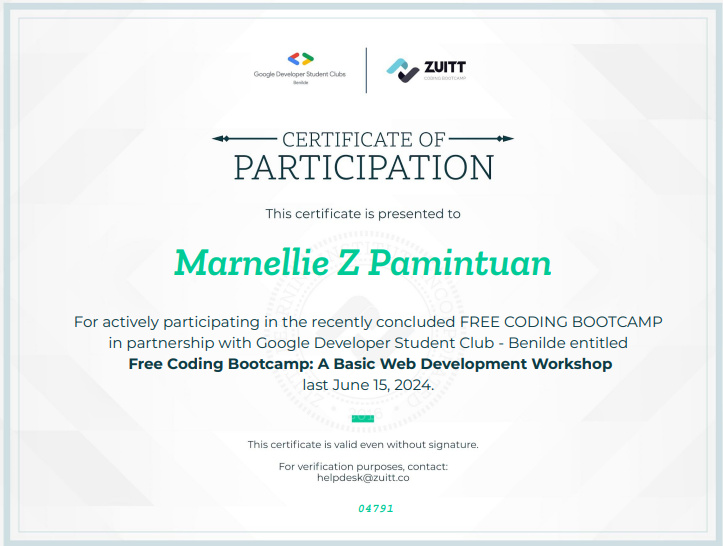 Google Developer Student Clubs
Benilde
ZUITT
CODING BOOTCAMP
CERTIFICATE OF
PARTICIPATION
This certificate is presented to
Marnellie Z Pamintuan
For actively participating in the recently concluded FREE CODING BOOTCAMP
in partnership with Google Developer Student Club - Benilde entitled
Free Coding Bootcamp: A Basic Web Development Workshop
last June 15, 2024.
This certificate is valid even without signature.
For verification purposes, contact:
helpdesk@zuitt.co
04791